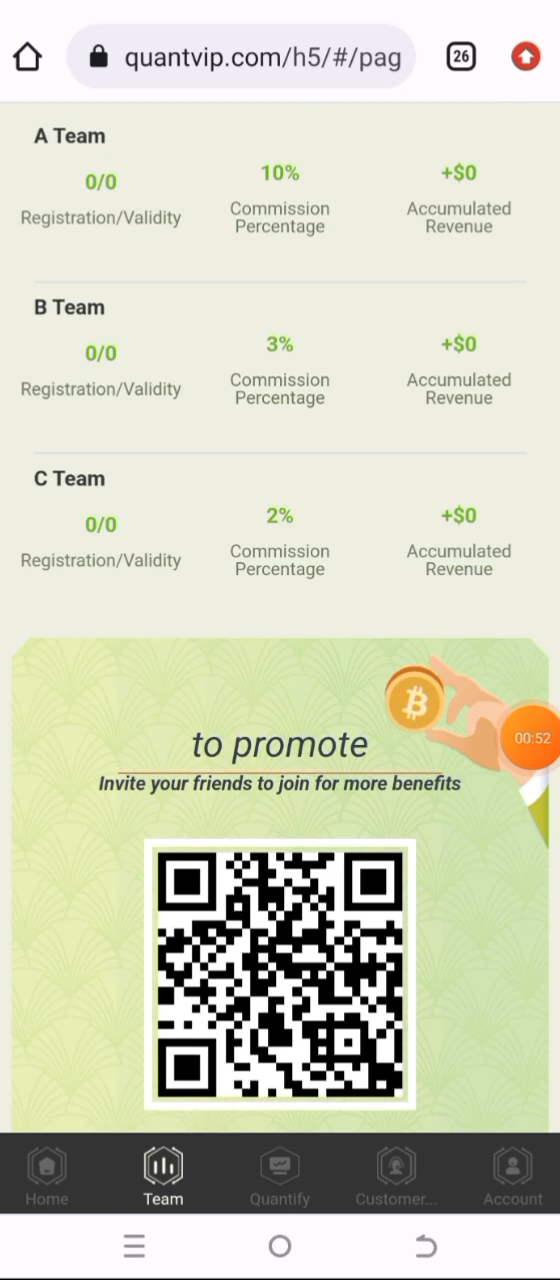 quantvip.com/h5/#/pag
26
A Team
0/0
10%
+$0
Registration/Validity
Commission
Percentage
Accumulated
Revenue
B Team
0/0
3%
+$0
Registration/Validity
Commission
Percentage
Accumulated
Revenue
C Team
0/0
2%
+$0
Registration/Validity
Commission
Percentage
Accumulated
Revenue
to promote
00:52
Invite your friends to join for more benefits
Home
Team
Quantify
Customer...
Account